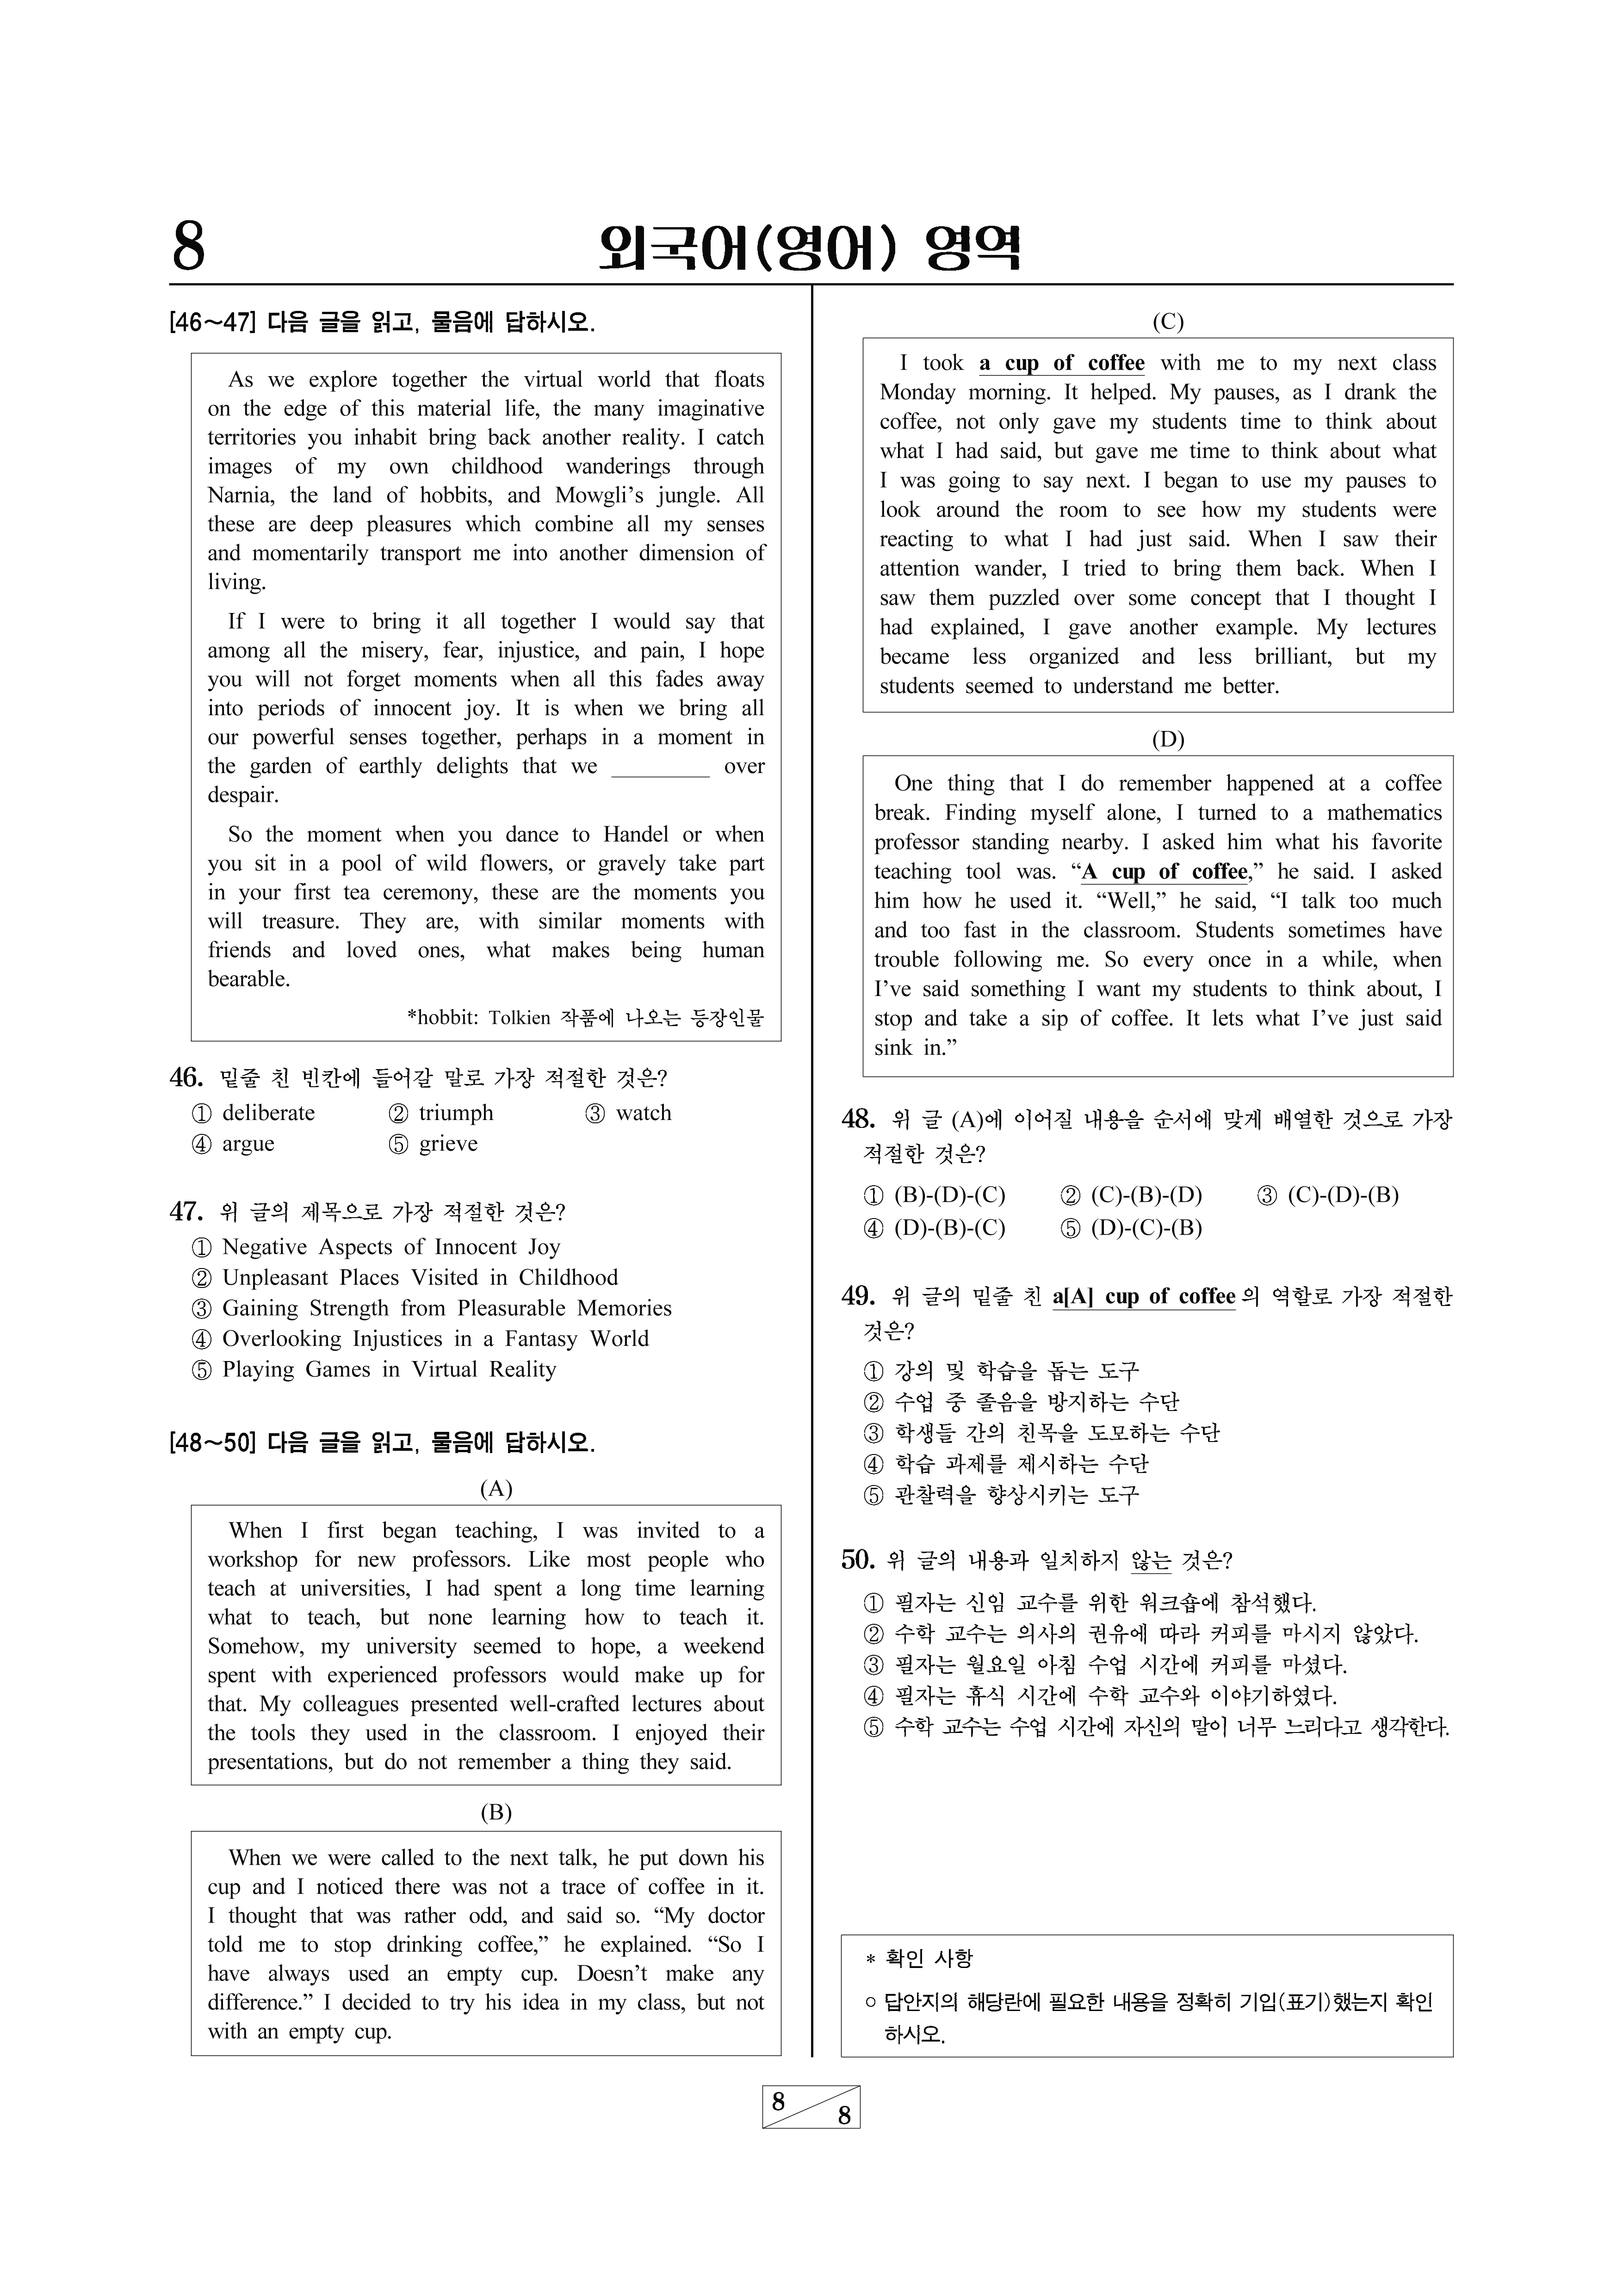 8
외국어(영어) 영역
[46～47] 다음 글을 읽고, 물음에 답하시오.
As we explore together the virtual world that floats
on the edge of this material life, the many imaginative
territories you inhabit bring back another reality. I catch
images of my own childhood wanderings through
Narnia, the land of hobbits, and Mowgli's jungle. All
these are deep pleasures which combine all my senses
and momentarily transport me into another dimension of
living.
If I were to bring it all together I would say that
among all the misery, fear, injustice, and pain, I hope
you will not forget moments when all this fades away
into periods of innocent joy. It is when we bring all
our powerful senses together, perhaps in a moment in
the garden of earthly delights that we ________ over
despair.
So the moment when you dance to Handel or when
you sit in a pool of wild flowers, or gravely take part
in your first tea ceremony, these are the moments you
will treasure. They are, with similar moments with
friends and loved ones, what makes being human
bearable.
*hobbit: Tolkien 작품에 나오는 등장인물
46. 밑줄 친 빈칸에 들어갈 말로 가장 적절한 것은?
① deliberate ② triumph ③ watch
④ argue ⑤ grieve
47. 위 글의 제목으로 가장 적절한 것은?
① Negative Aspects of Innocent Joy
② Unpleasant Places Visited in Childhood
③ Gaining Strength from Pleasurable Memories
④ Overlooking Injustices in a Fantasy World
⑤ Playing Games in Virtual Reality
[48～50] 다음 글을 읽고, 물음에 답하시오.
(A)
When I first began teaching, I was invited to a
workshop for new professors. Like most people who
teach at universities, I had spent a long time learning
what to teach, but none learning how to teach it.
Somehow, my university seemed to hope, a weekend
spent with experienced professors would make up for
that. My colleagues presented well-crafted lectures about
the tools they used in the classroom. I enjoyed their
presentations, but do not remember a thing they said.
(B)
When we were called to the next talk, he put down his
cup and I noticed there was not a trace of coffee in it.
I thought that was rather odd, and said so. “My doctor
told me to stop drinking coffee,” he explained. “So I
have always used an empty cup. Doesn't make any
difference.” I decided to try his idea in my class, but not
with an empty cup.
(C)
I took a cup of coffee with me to my next class
Monday morning. It helped. My pauses, as I drank the
coffee, not only gave my students time to think about
what I had said, but gave me time to think about what
I was going to say next. I began to use my pauses to
look around the room to see how my students were
reacting to what I had just said. When I saw their
attention wander, I tried to bring them back. When I
saw them puzzled over some concept that I thought I
had explained, I gave another example. My lectures
became less organized and less brilliant, but my
students seemed to understand me better.
(D)
One thing that I do remember happened at a coffee
break. Finding myself alone, I turned to a mathematics
professor standing nearby. I asked him what his favorite
teaching tool was. “A cup of coffee,” he said. I asked
him how he used it. “Well,” he said, “I talk too much
and too fast in the classroom. Students sometimes have
trouble following me. So every once in a while, when
I've said something I want my students to think about, I
stop and take a sip of coffee. It lets what I've just said
sink in.”
48. 위 글 (A)에 이어질 내용을 순서에 맞게 배열한 것으로 가장
적절한 것은?
① (B)-(D)-(C) ② (C)-(B)-(D) ③ (C)-(D)-(B)
④ (D)-(B)-(C) ⑤ (D)-(C)-(B)
49. 위 글의 밑줄 친 a[A] cup of coffee의 역할로 가장 적절한
것은?
① 강의 및 학습을 돕는 도구
② 수업 중 졸음을 방지하는 수단
③ 학생들 간의 친목을 도모하는 수단
④ 학습 과제를 제시하는 수단
⑤ 관찰력을 향상시키는 도구
50. 위 글의 내용과 일치하지 않는 것은?
① 필자는 신임 교수를 위한 워크숍에 참석했다.
② 수학 교수는 의사의 권유에 따라 커피를 마시지 않았다.
③ 필자는 월요일 아침 수업 시간에 커피를 마셨다.
④ 필자는 휴식 시간에 수학 교수와 이야기하였다.
⑤ 수학 교수는 수업 시간에 자신의 말이 너무 느리다고 생각한다.
* 확인 사항
○ 답안지의 해당란에 필요한 내용을 정확히 기입(표기)했는지 확인
하시오.
8
8